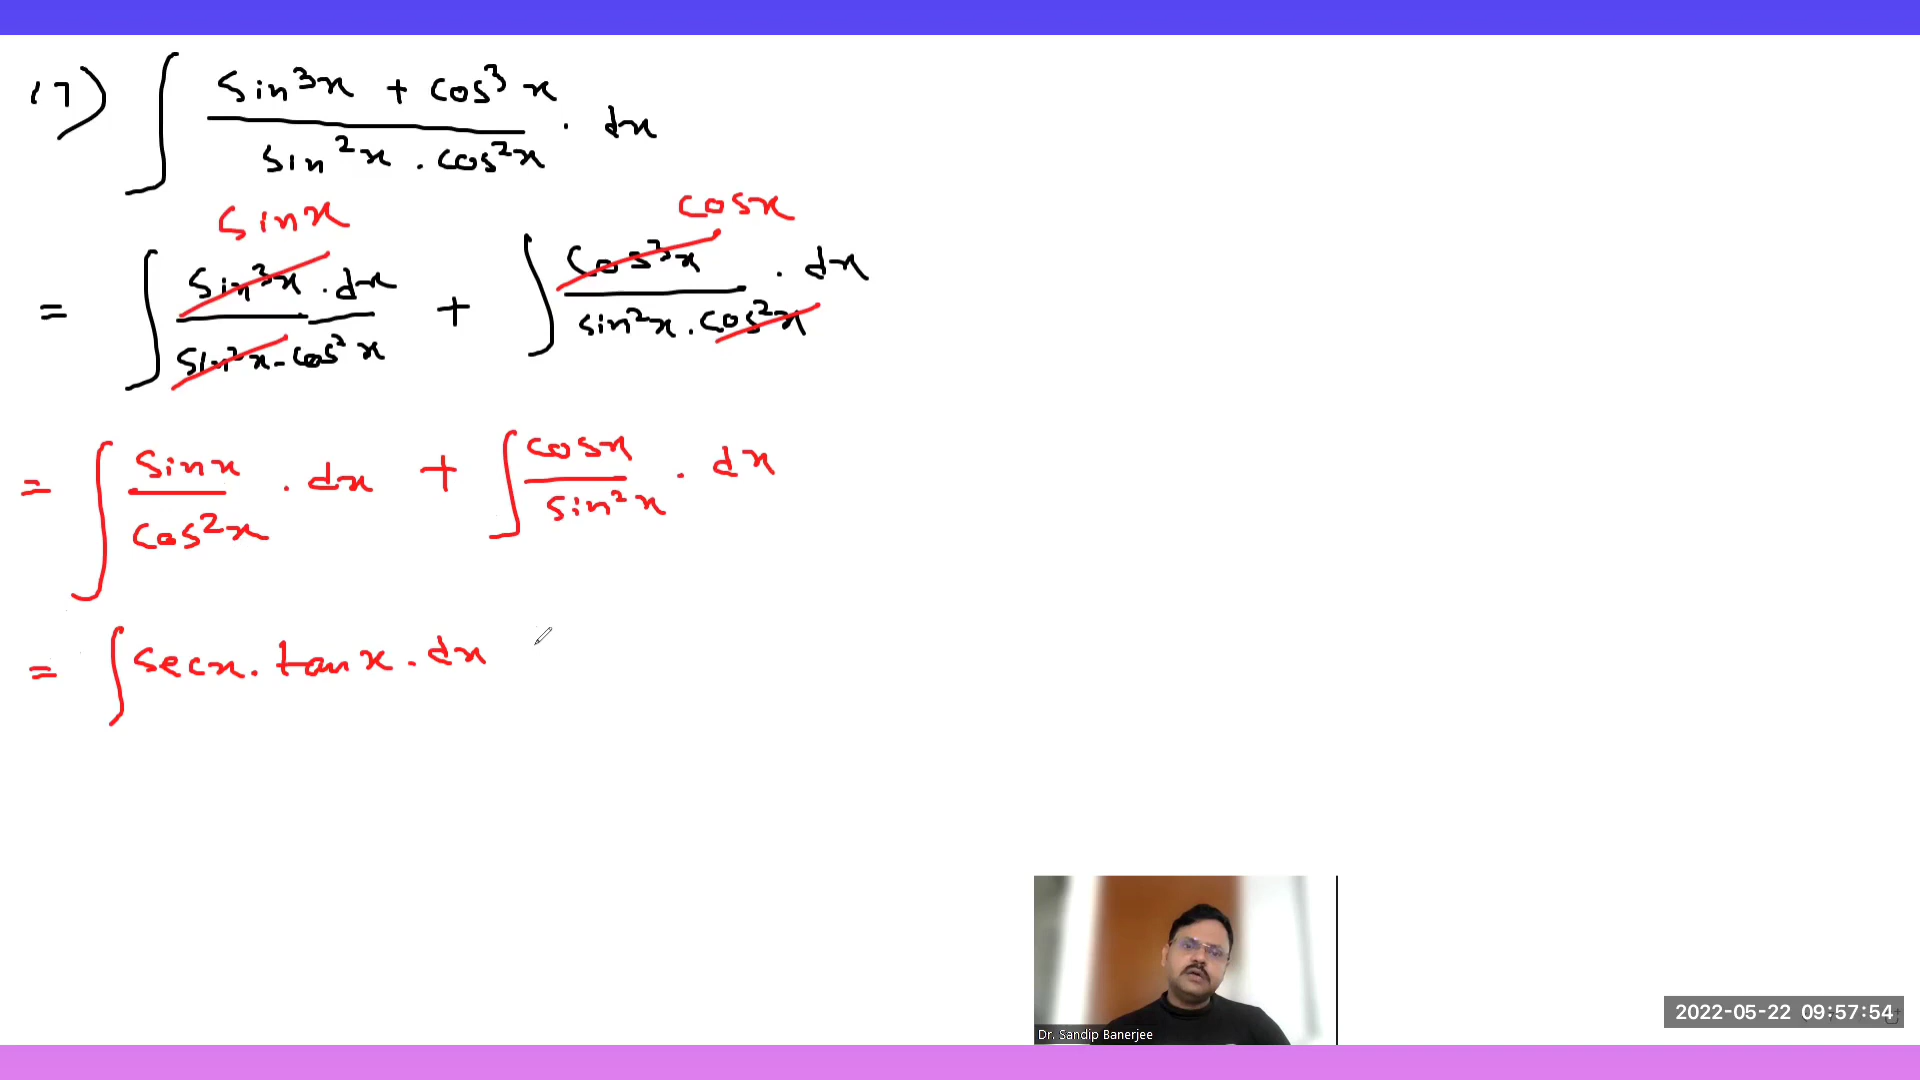 17) ∫ sin³x + cos³x / sin²x . cos²x . dx
sinx cosx
= ∫ sin³x . dx / sin²x - cos²x + ∫ cos³x / sin²x . cos²x . dx
= ∫ sinx / cos²x . dx + ∫ cosx / sin²x . dx
= ∫ secx . tanx . dx
Dr. Sandip Banerjee
2022-05-22 09:57:54